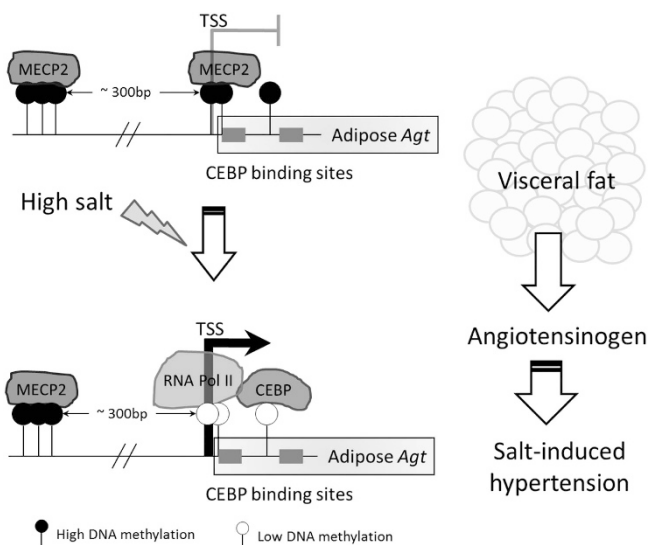 TSS
MECP2
MECP2
~ 300bp
Adipose Agt
CEBP binding sites
High salt
TSS
RNA Pol II
CEBP
MECP2
~ 300bp
Adipose Agt
CEBP binding sites
High DNA methylation
Low DNA methylation
Visceral fat
Angiotensinogen
Salt-induced
hypertension